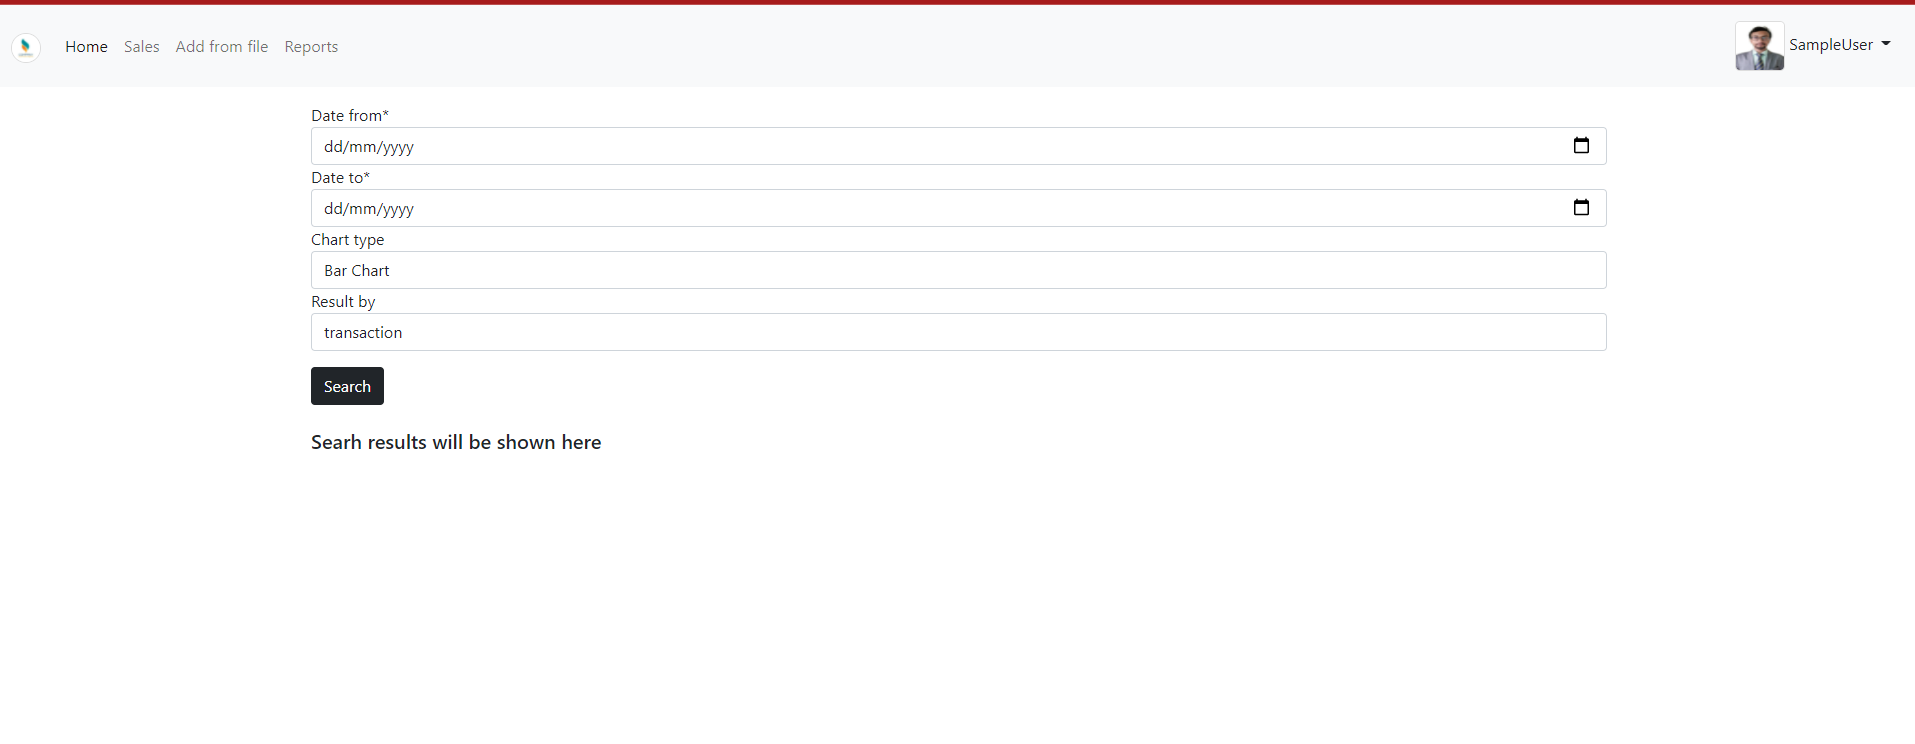 Home Sales Add from file Reports SampleUser
Date from*
dd/mm/yyyy
Date to*
dd/mm/yyyy
Chart type
Bar Chart
Result by
transaction
Search
Searh results will be shown here